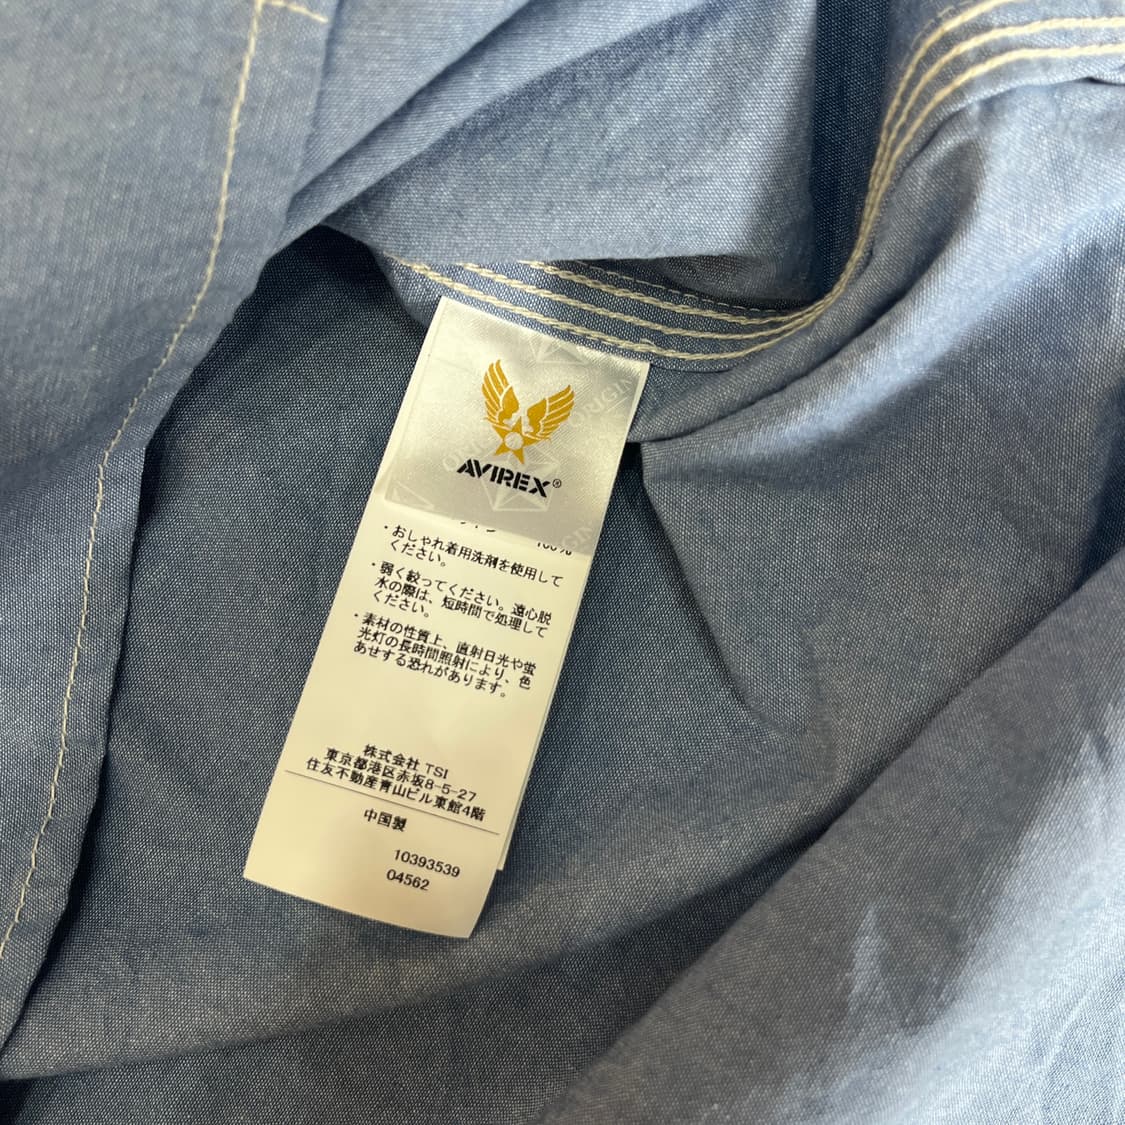 AVIREX®
100%
・おしゃれ着用洗剤を使用して
ください。
・弱く絞ってください。遠心脱
水の際は、短時間で処理して
ください。
・素材の性質上、直射日光や蛍
光灯の長時間照射により、色
あせする恐れがあります。
株式会社 TSI
東京都港区赤坂8-5-27
住友不動産青山ビル東館4階
中国製
10393539
04562